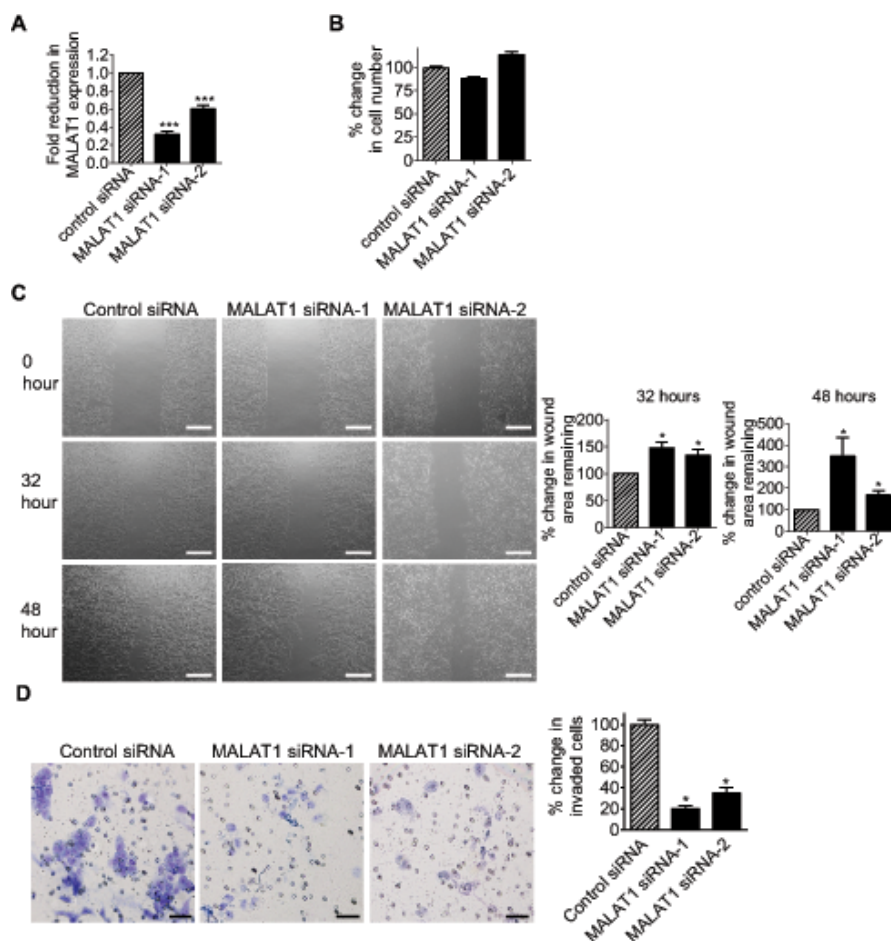 A
Fold reduction in
MALAT1 expression
1.2
1.0
0.8
0.6
0.4
0.2
0.0
***
***
control siRNA
MALAT1 siRNA-1
MALAT1 siRNA-2
B
% change
in cell number
100
75
50
25
0
control siRNA
MALAT1 siRNA-1
MALAT1 siRNA-2
C
Control siRNA
MALAT1 siRNA-1
MALAT1 siRNA-2
0
hour
32
hour
48
hour
32 hours
% change in wound
area remaining
200
150
100
50
0
*
*
control siRNA
MALAT1 siRNA-1
MALAT1 siRNA-2
48 hours
% change in wound
area remaining
500
400
300
200
100
0
*
*
control siRNA
MALAT1 siRNA-1
MALAT1 siRNA-2
D
Control siRNA
MALAT1 siRNA-1
MALAT1 siRNA-2
% change in
invaded cells
100
80
60
40
20
0
*
*
Control siRNA
MALAT1 siRNA-1
MALAT1 siRNA-2